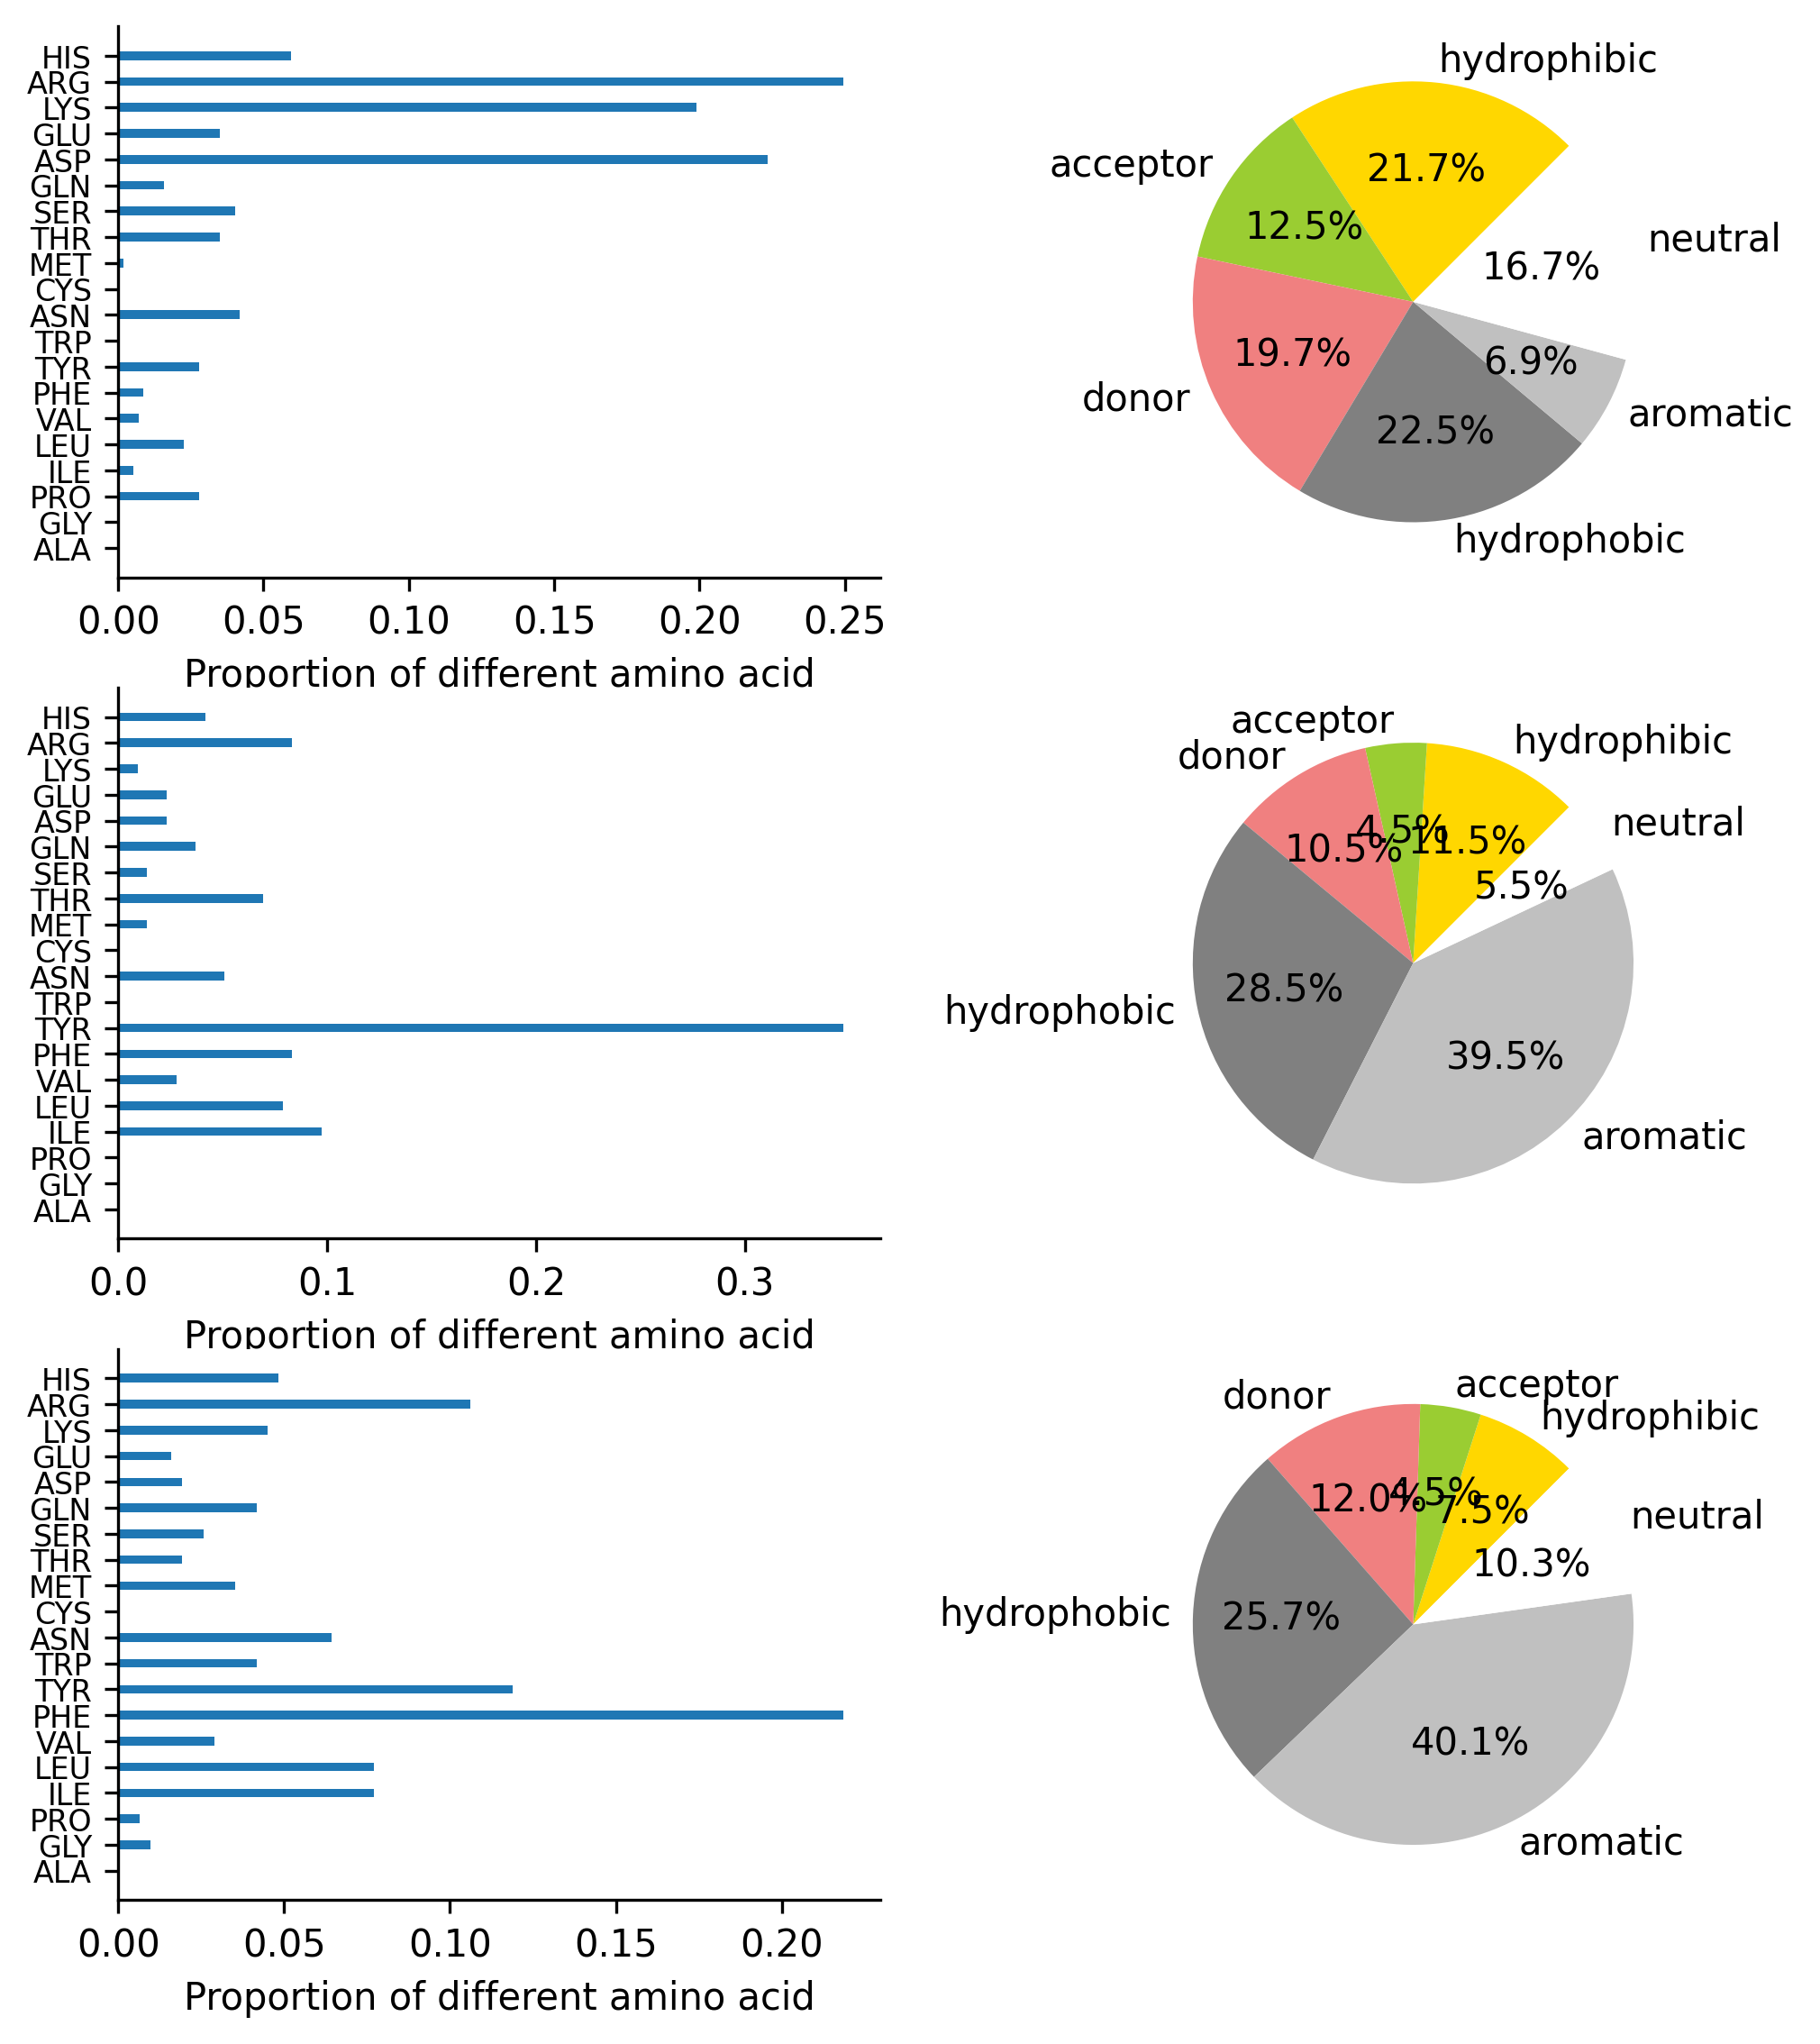 HIS
ARG
LYS
GLU
ASP
GLN
SER
THR
MET
CYS
ASN
TRP
TYR
PHE
VAL
LEU
ILE
PRO
GLY
ALA
0.00 0.05 0.10 0.15 0.20 0.25
Proportion of different amino acid
hydrophibic
acceptor
21.7%
12.5%
neutral
16.7%
19.7%
6.9%
donor
aromatic
22.5%
hydrophobic
HIS
ARG
LYS
GLU
ASP
GLN
SER
THR
MET
CYS
ASN
TRP
TYR
PHE
VAL
LEU
ILE
PRO
GLY
ALA
0.0 0.1 0.2 0.3
Proportion of different amino acid
acceptor
hydrophibic
donor
neutral
4.5%
11.5%
10.5%
5.5%
28.5%
hydrophobic
39.5%
aromatic
HIS
ARG
LYS
GLU
ASP
GLN
SER
THR
MET
CYS
ASN
TRP
TYR
PHE
VAL
LEU
ILE
PRO
GLY
ALA
0.00 0.05 0.10 0.15 0.20
Proportion of different amino acid
acceptor
donor
hydrophibic
4.5%
12.0%
7.5%
neutral
10.3%
hydrophobic
25.7%
40.1%
aromatic